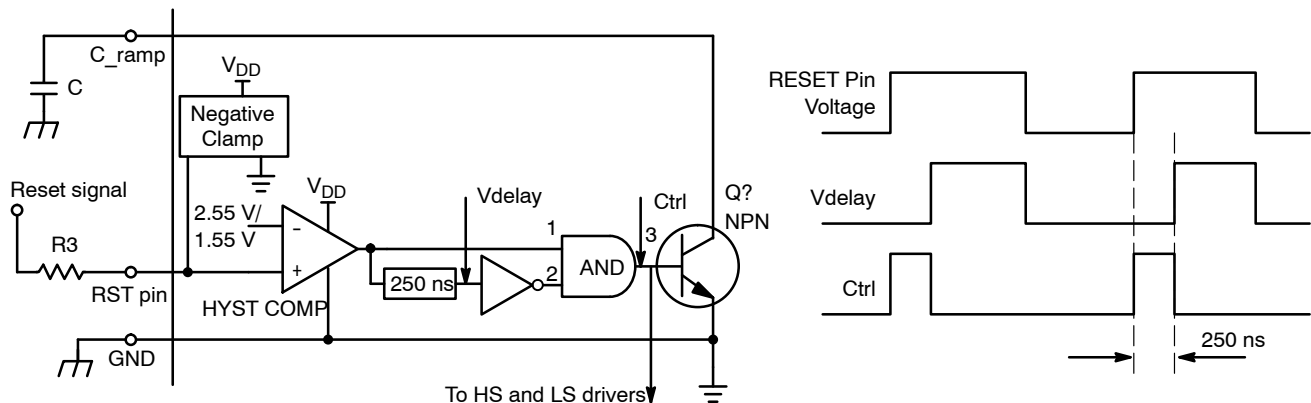 C_ramp
C
VDD
Negative
Clamp
Reset signal
R3
RST pin
2.55 V/
1.55 V
VDD
−
+
HYST COMP
GND
Vdelay
250 ns
1
2
AND
Ctrl
3
Q?
NPN
To HS and LS drivers
RESET Pin
Voltage
Vdelay
Ctrl
250 ns